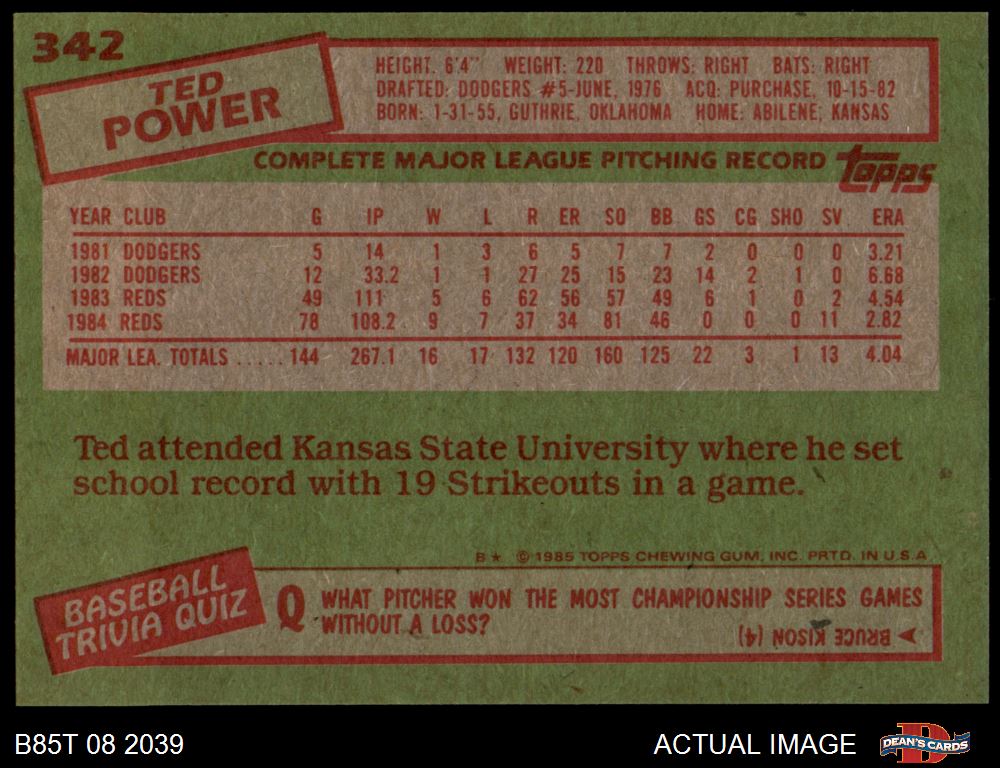 342
TED
POWER
HEIGHT: 6'4" WEIGHT: 220 THROWS: RIGHT BATS: RIGHT
DRAFTED: DODGERS #5-JUNE, 1976 ACQ: PURCHASE, 10-15-82
BORN: 1-31-55, GUTHRIE, OKLAHOMA HOME: ABILENE, KANSAS
COMPLETE MAJOR LEAGUE PITCHING RECORD topps
YEAR CLUB G IP W L R ER SO BB GS CG SHO SV ERA
1981 DODGERS 5 14 1 3 6 5 7 7 2 0 0 0 3.21
1982 DODGERS 12 33.2 1 1 27 25 15 23 14 2 1 0 6.68
1983 REDS 49 111 5 6 62 56 57 49 6 1 0 2 4.54
1984 REDS 78 108.2 9 7 37 34 81 46 0 0 0 11 2.82
MAJOR LEA. TOTALS ..... 144 267.1 16 17 132 120 160 125 22 3 1 13 4.04
Ted attended Kansas State University where he set
school record with 19 Strikeouts in a game.
B★ © 1985 TOPPS CHEWING GUM, INC. PRTD. IN U.S.A.
BASEBALL
TRIVIA QUIZ
Q WHAT PITCHER WON THE MOST CHAMPIONSHIP SERIES GAMES
WITHOUT A LOSS?
➤ BRUCE KISON (4)
B85T 08 2039
ACTUAL IMAGE
D
DEAN'S CARDS